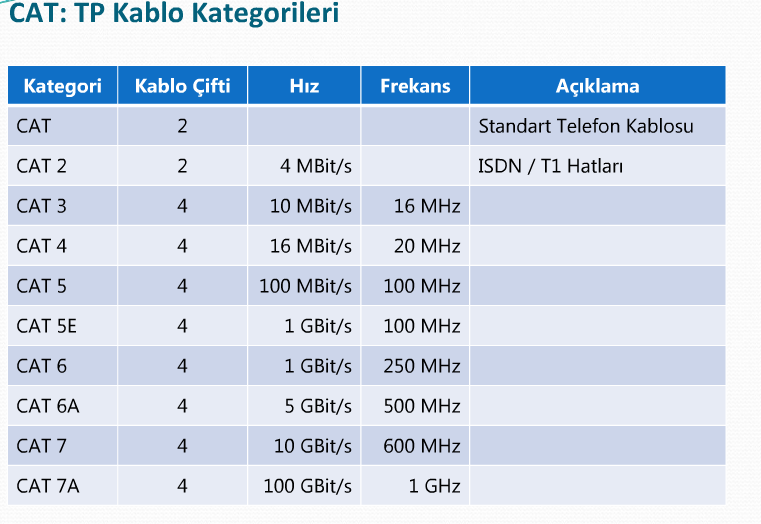 CAT: TP Kablo Kategorileri
Kategori Kablo Çifti Hız Frekans Açıklama
CAT 2 Standart Telefon Kablosu
CAT 2 2 4 MBit/s ISDN / T1 Hatları
CAT 3 4 10 MBit/s 16 MHz
CAT 4 4 16 MBit/s 20 MHz
CAT 5 4 100 MBit/s 100 MHz
CAT 5E 4 1 GBit/s 100 MHz
CAT 6 4 1 GBit/s 250 MHz
CAT 6A 4 5 GBit/s 500 MHz
CAT 7 4 10 GBit/s 600 MHz
CAT 7A 4 100 GBit/s 1 GHz